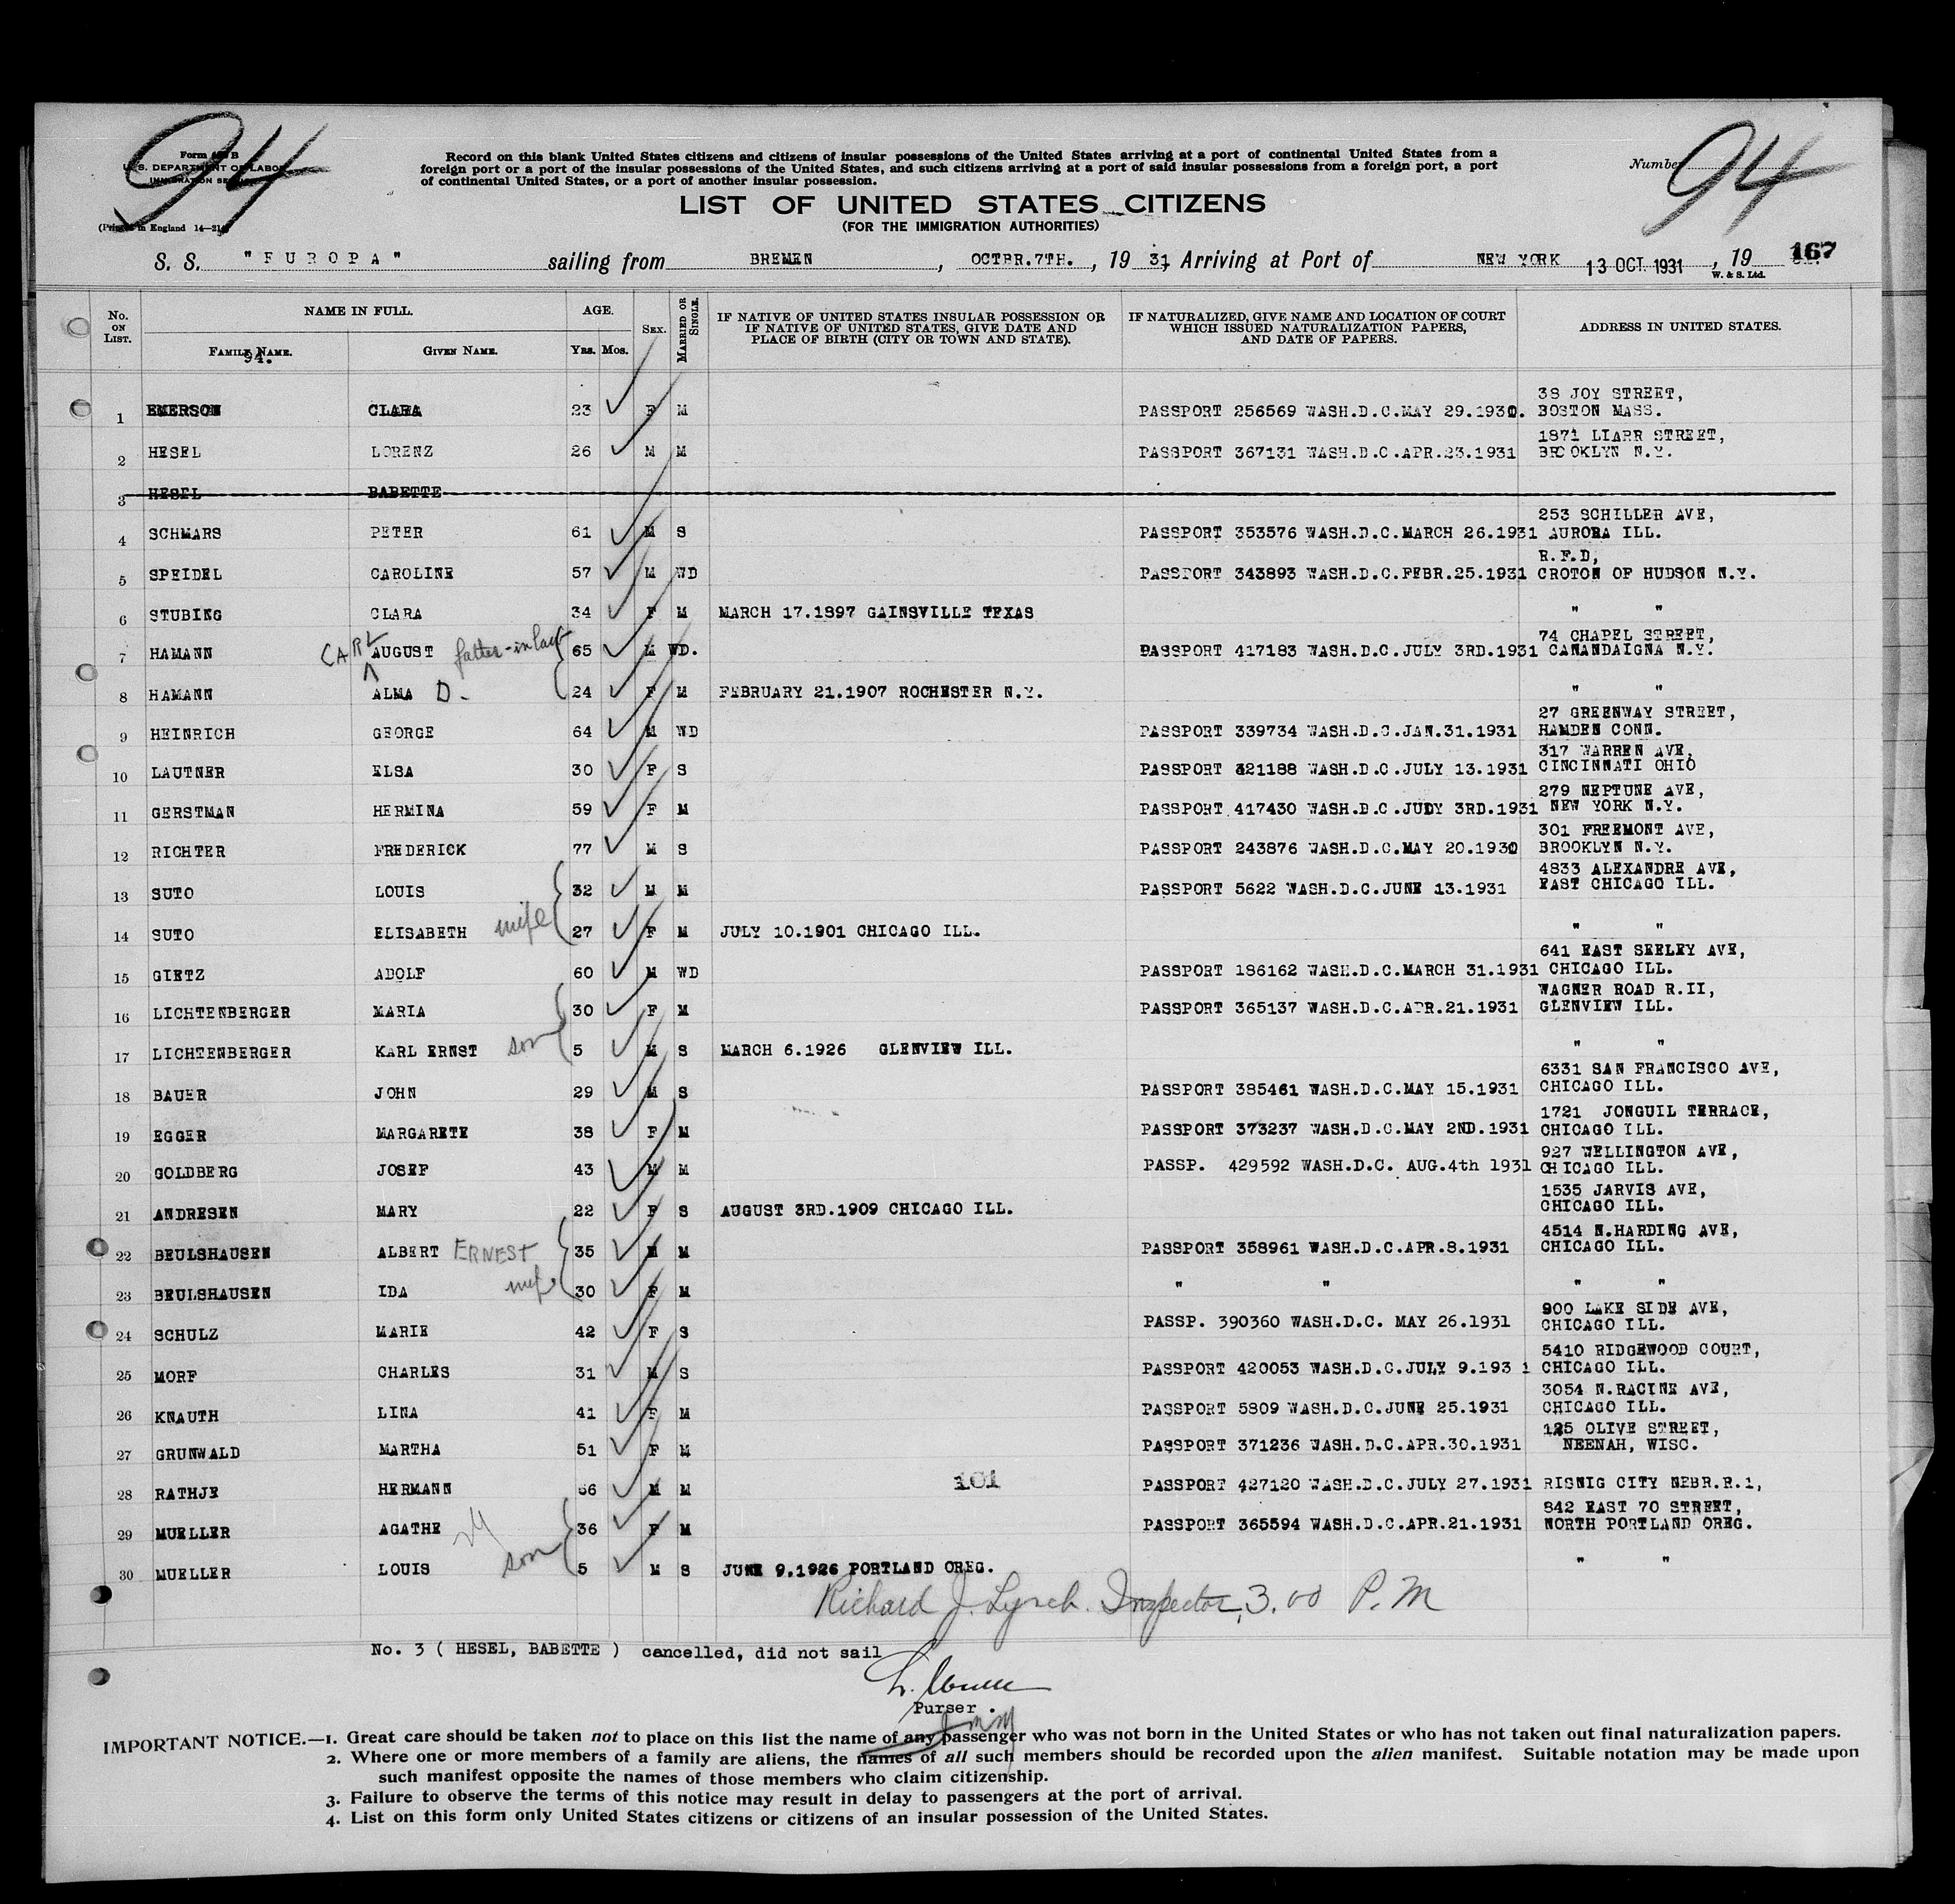 94
94
Form B
U. S. DEPARTMENT OF LABOR
IMMIGRATION
(Printed in England 14—21)
Record on this blank United States citizens and citizens of insular possessions of the United States arriving at a port of continental United States from a
foreign port or a port of the insular possessions of the United States, and such citizens arriving at a port of said insular possessions from a foreign port, a port
of continental United States, or a port of another insular possession.
Number
LIST OF UNITED STATES CITIZENS
(FOR THE IMMIGRATION AUTHORITIES)
S. S. "EUROPA" sailing from BREMEN, OCTBR.7TH., 19 31 Arriving at Port of NEW YORK 13 OCT. 1931, 19 167
W. & S. Ltd.
No. ON LIST. NAME IN FULL. AGE. SEX. MARRIED OR SINGLE. IF NATIVE OF UNITED STATES INSULAR POSSESSION OR IF NATIVE OF UNITED STATES, GIVE DATE AND PLACE OF BIRTH (CITY OR TOWN AND STATE). IF NATURALIZED, GIVE NAME AND LOCATION OF COURT WHICH ISSUED NATURALIZATION PAPERS, AND DATE OF PAPERS. ADDRESS IN UNITED STATES.
FAMILY NAME. GIVEN NAME. YRS. MOS.
94.
38 JOY STREET,
1 EMERSON CLARA 23 F M PASSPORT 256569 WASH.D.C.MAY 29.1930. BOSTON MASS.
1871 LIARR STREET,
2 HESEL LORENZ 26 M M PASSPORT 367131 WASH.D.C.APR.23.1931 BROOKLYN N.Y.
3 HESEL BABETTE
253 SCHILLER AVE,
4 SCHMARS PETER 61 M S PASSPORT 353576 WASH.D.C.MARCH 26.1931 AURORA ILL.
R.F.D,
5 SPEIDEL CAROLINE 57 M WD PASSPORT 343893 WASH.D.C.FEBR.25.1931 CROTON OF HUDSON N.Y.
6 STUBING CLARA 34 F M MARCH 17.1897 GAINSVILLE TEXAS " "
74 CHAPEL STREET,
7 HAMANN CARL AUGUST father-in-law 65 M WD. PASSPORT 417183 WASH.D.C.JULY 3RD.1931 CANANDAIGNA N.Y.
8 HAMANN ALMA D. 24 F M FEBRUARY 21.1907 ROCHESTER N.Y. " "
27 GREENWAY STREET,
9 HEINRICH GEORGE 64 M WD PASSPORT 339734 WASH.D.C.JAN.31.1931 HAMDEN CONN.
317 WARREN AVE,
10 LAUTNER ELSA 30 F S PASSPORT 421188 WASH.D.C.JULY 13.1931 CINCINNATI OHIO
279 NEPTUNE AVE,
11 GERSTMAN HERMINA 59 F M PASSPORT 417430 WASH.D.C.JUDY 3RD.1931 NEW YORK N.Y.
301 FREEMONT AVE,
12 RICHTER FREDERICK 77 M S PASSPORT 243876 WASH.D.C.MAY 20.1930 BROOKLYN N.Y.
4833 ALEXANDRE AVE,
13 SUTO LOUIS 32 M M PASSPORT 5622 WASH.D.C.JUNE 13.1931 EAST CHICAGO ILL.
14 SUTO ELISABETH wife 27 F M JULY 10.1901 CHICAGO ILL. " "
641 EAST SEELEY AVE,
15 GIETZ ADOLF 60 M WD PASSPORT 186162 WASH.D.C.MARCH 31.1931 CHICAGO ILL.
WAGNER ROAD R.II,
16 LICHTENBERGER MARIA 30 F M PASSPORT 365137 WASH.D.C.APR.21.1931 GLENVIEW ILL.
17 LICHTENBERGER KARL ERNST son 5 M S MARCH 6.1926 GLENVIEW ILL. " "
6331 SAN FRANCISCO AVE,
18 BAUER JOHN 29 M S PASSPORT 385461 WASH.D.C.MAY 15.1931 CHICAGO ILL.
1721 JONGUIL TERRACE,
19 EGGER MARGARETE 38 F M PASSPORT 373237 WASH.D.C.MAY 2ND.1931 CHICAGO ILL.
927 WELLINGTON AVE,
20 GOLDBERG JOSEF 43 M M PASSP. 429592 WASH.D.C. AUG.4th 1931 CHICAGO ILL.
1535 JARVIS AVE,
21 ANDRESEN MARY 22 F S AUGUST 3RD.1909 CHICAGO ILL. CHICAGO ILL.
4514 N.HARDING AVE,
22 BEULSHAUSEN ALBERT ERNEST 35 M M PASSPORT 358961 WASH.D.C.APR.8.1931 CHICAGO ILL.
23 BEULSHAUSEN IDA wife 30 F M " " " "
900 LAKE SIDE AVE,
24 SCHULZ MARIE 42 F S PASSP. 390360 WASH.D.C. MAY 26.1931 CHICAGO ILL.
5410 RIDGEWOOD COURT,
25 MORF CHARLES 31 M S PASSPORT 420053 WASH.D.C.JULY 9.193 1 CHICAGO ILL.
3054 N.RACINE AVE,
26 KNAUTH LINA 41 F M PASSPORT 5809 WASH.D.C.JUNE 25.1931 CHICAGO ILL.
125 OLIVE STREET,
27 GRUNWALD MARTHA 51 F M PASSPORT 371236 WASH.D.C.APR.30.1931 NEENAH, WISC.
101
28 RATHJE HERMANN 66 M M PASSPORT 427120 WASH.D.C.JULY 27.1931 RISNIG CITY NEBR.R.1,
842 EAST 70 STREET,
29 MUELLER AGATHE 36 F M PASSPORT 365594 WASH.D.C.APR.21.1931 NORTH PORTLAND OREG.
30 MUELLER LOUIS son 5 M S JUNE 9.1926 PORTLAND OREG. " "
Richard J. Lynch. Inspector, 3.00 P.M
No. 3 ( HESEL, BABETTE ) cancelled, did not sail
Purser.
IMPORTANT NOTICE.—1. Great care should be taken not to place on this list the name of any passenger who was not born in the United States or who has not taken out final naturalization papers.
2. Where one or more members of a family are aliens, the names of all such members should be recorded upon the alien manifest. Suitable notation may be made upon
such manifest opposite the names of those members who claim citizenship.
3. Failure to observe the terms of this notice may result in delay to passengers at the port of arrival.
4. List on this form only United States citizens or citizens of an insular possession of the United States.